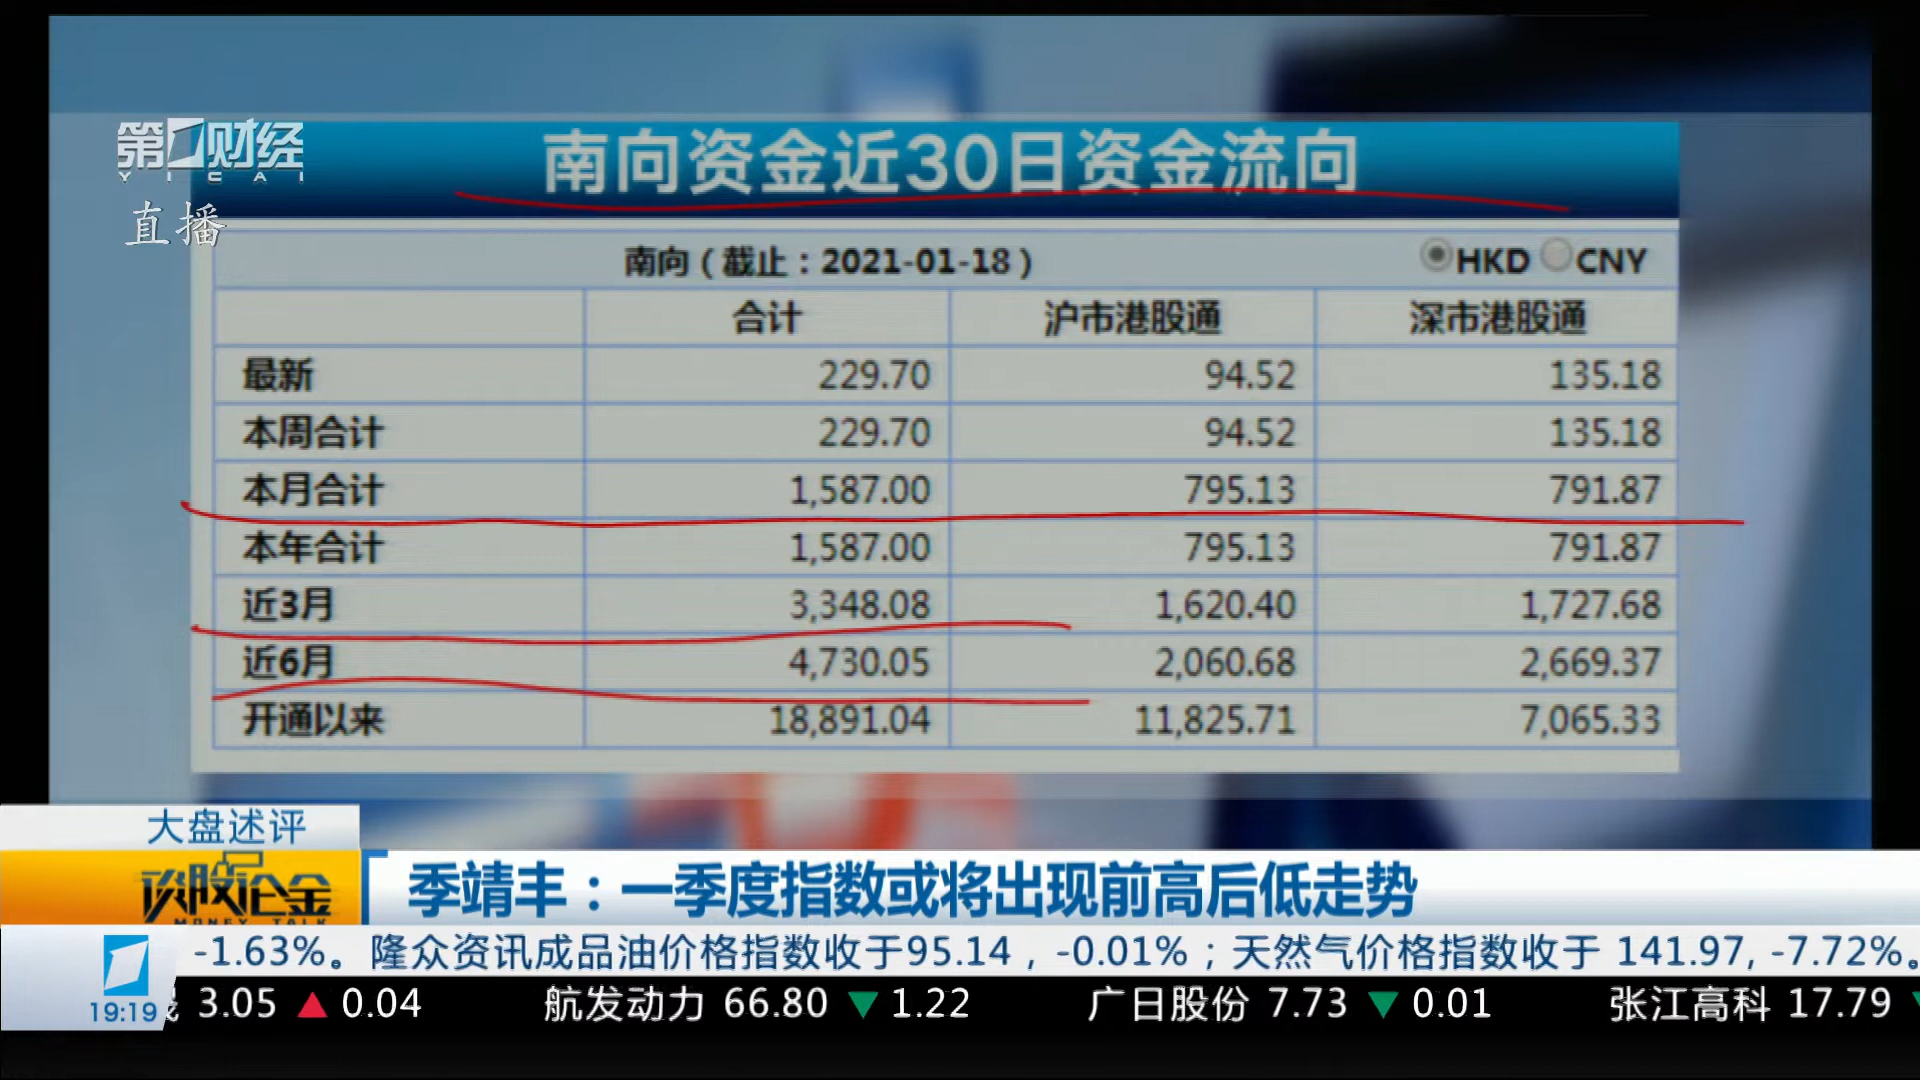 第一财经
YICAI
直播
南向资金近30日资金流向
南向（截止：2021-01-18） HKD CNY
合计 沪市港股通 深市港股通
最新 229.70 94.52 135.18
本周合计 229.70 94.52 135.18
本月合计 1,587.00 795.13 791.87
本年合计 1,587.00 795.13 791.87
近3月 3,348.08 1,620.40 1,727.68
近6月 4,730.05 2,060.68 2,669.37
开通以来 18,891.04 11,825.71 7,065.33
大盘述评
谈股论金
MONEY TALK
季靖丰：一季度指数或将出现前高后低走势
-1.63%。隆众资讯成品油价格指数收于95.14，-0.01%；天然气价格指数收于 141.97, -7.72%。
19:19
3.05 ▲ 0.04 航发动力 66.80 ▼ 1.22 广日股份 7.73 ▼ 0.01 张江高科 17.79